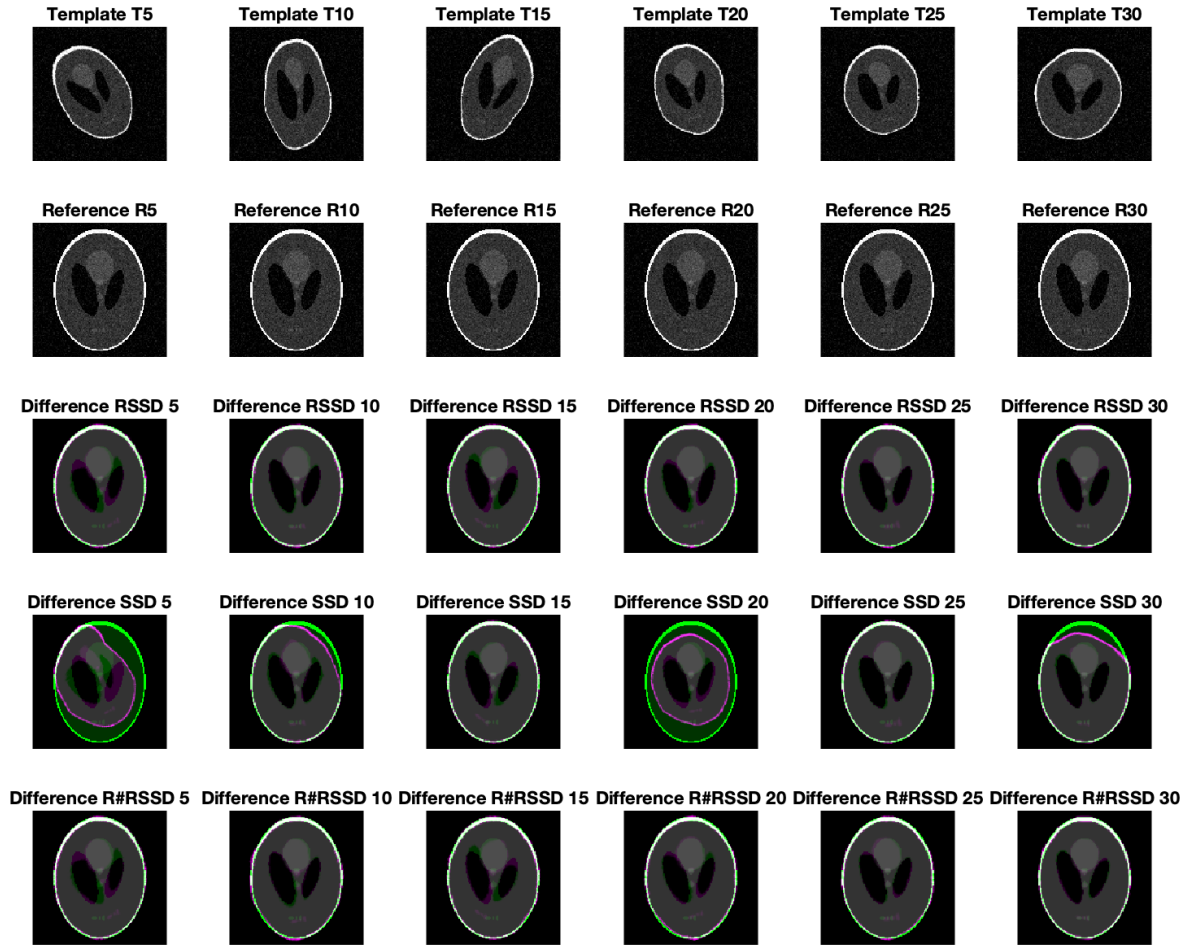 Template T5 Template T10 Template T15 Template T20 Template T25 Template T30
Reference R5 Reference R10 Reference R15 Reference R20 Reference R25 Reference R30
Difference RSSD 5 Difference RSSD 10 Difference RSSD 15 Difference RSSD 20 Difference RSSD 25 Difference RSSD 30
Difference SSD 5 Difference SSD 10 Difference SSD 15 Difference SSD 20 Difference SSD 25 Difference SSD 30
Difference R#RSSD 5 Difference R#RSSD 10 Difference R#RSSD 15 Difference R#RSSD 20 Difference R#RSSD 25 Difference R#RSSD 30